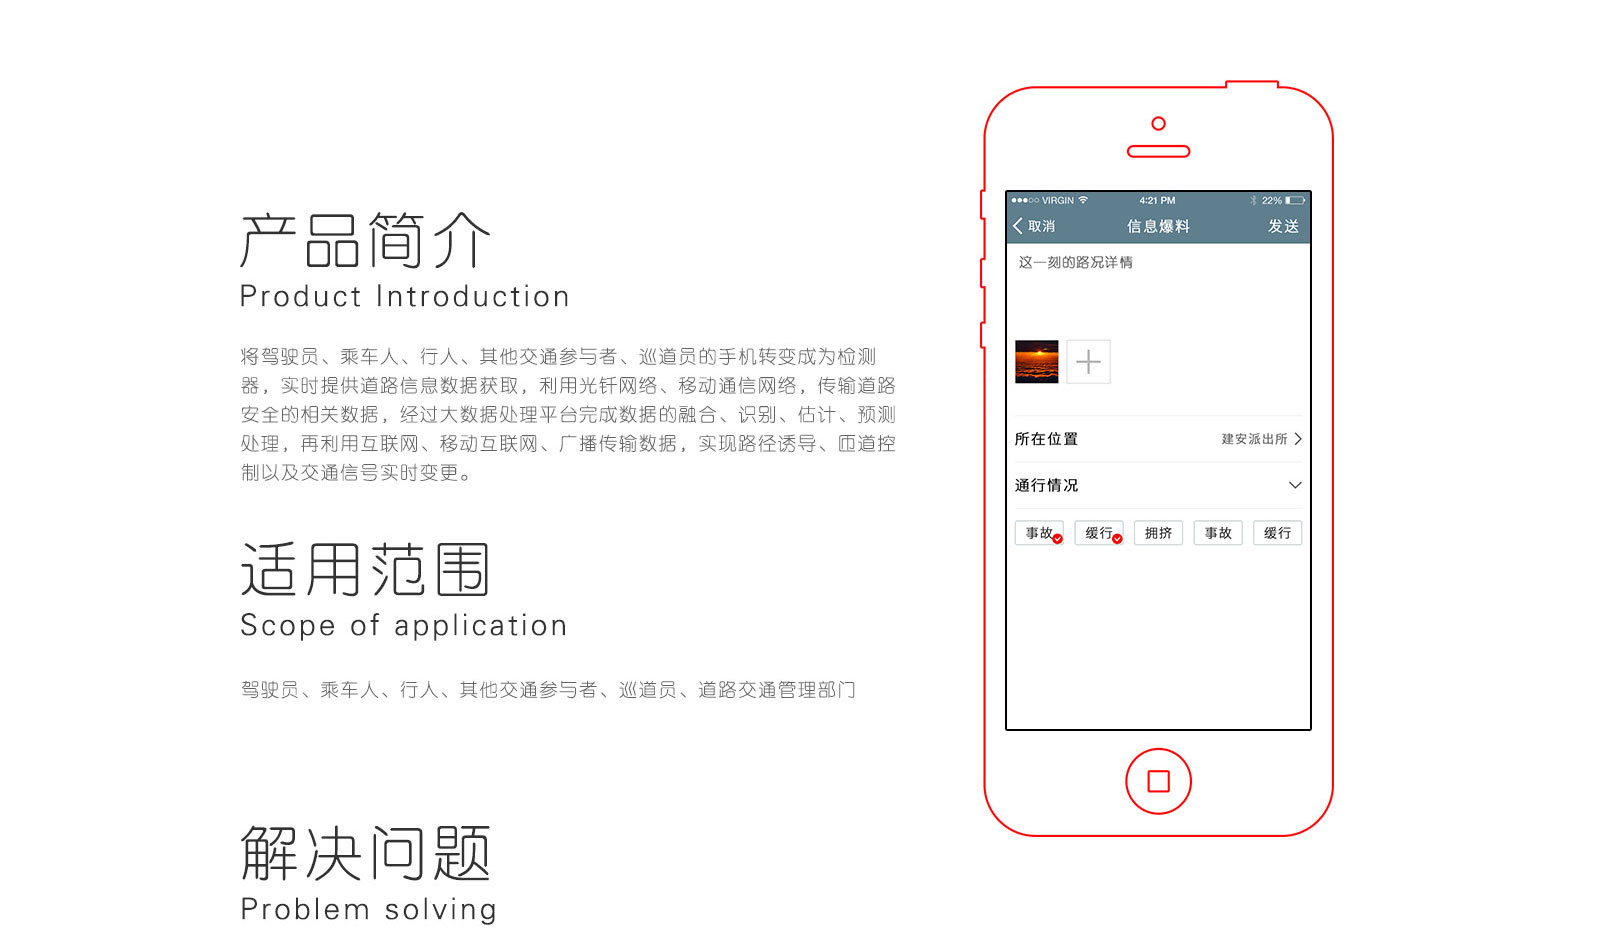 产品简介
Product Introduction
将驾驶员、乘车人、行人、其他交通参与者、巡道员的手机转变成为检测
器，实时提供道路信息数据获取，利用光钎网络、移动通信网络，传输道路
安全的相关数据，经过大数据处理平台完成数据的融合、识别、估计、预测
处理，再利用互联网、移动互联网、广播传输数据，实现路径诱导、匝道控
制以及交通信号实时变更。
适用范围
Scope of application
驾驶员、乘车人、行人、其他交通参与者、巡道员、道路交通管理部门
解决问题
Problem solving
VIRGIN 4:21 PM 22%
取消 信息爆料 发送
这一刻的路况详情
所在位置 建安派出所
通行情况
事故 缓行 拥挤 事故 缓行